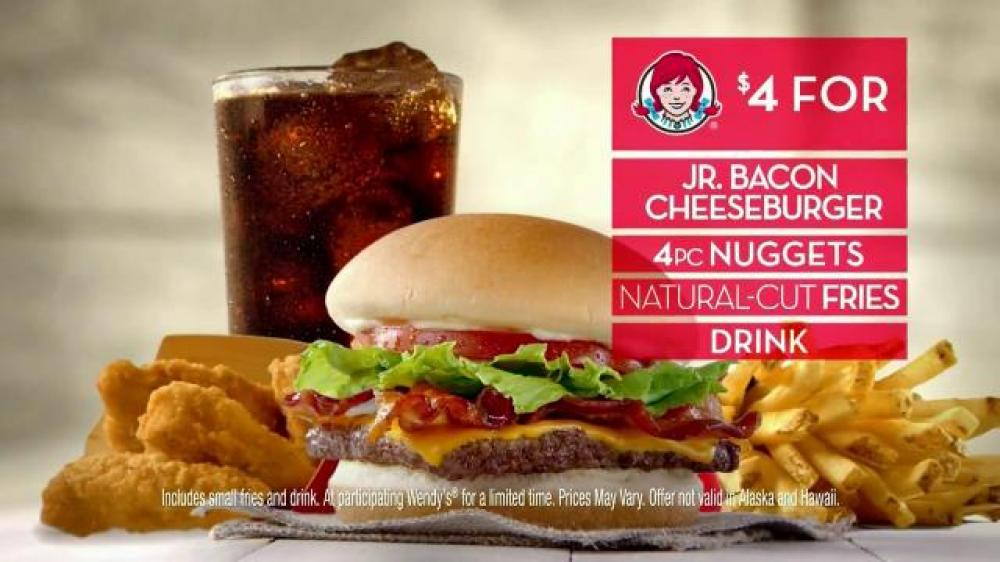 $4 FOR
JR. BACON
CHEESEBURGER
4PC NUGGETS
NATURAL-CUT FRIES
DRINK
Includes small fries and drink. At participating Wendy's® for a limited time. Prices May Vary. Offer not valid in Alaska and Hawaii.